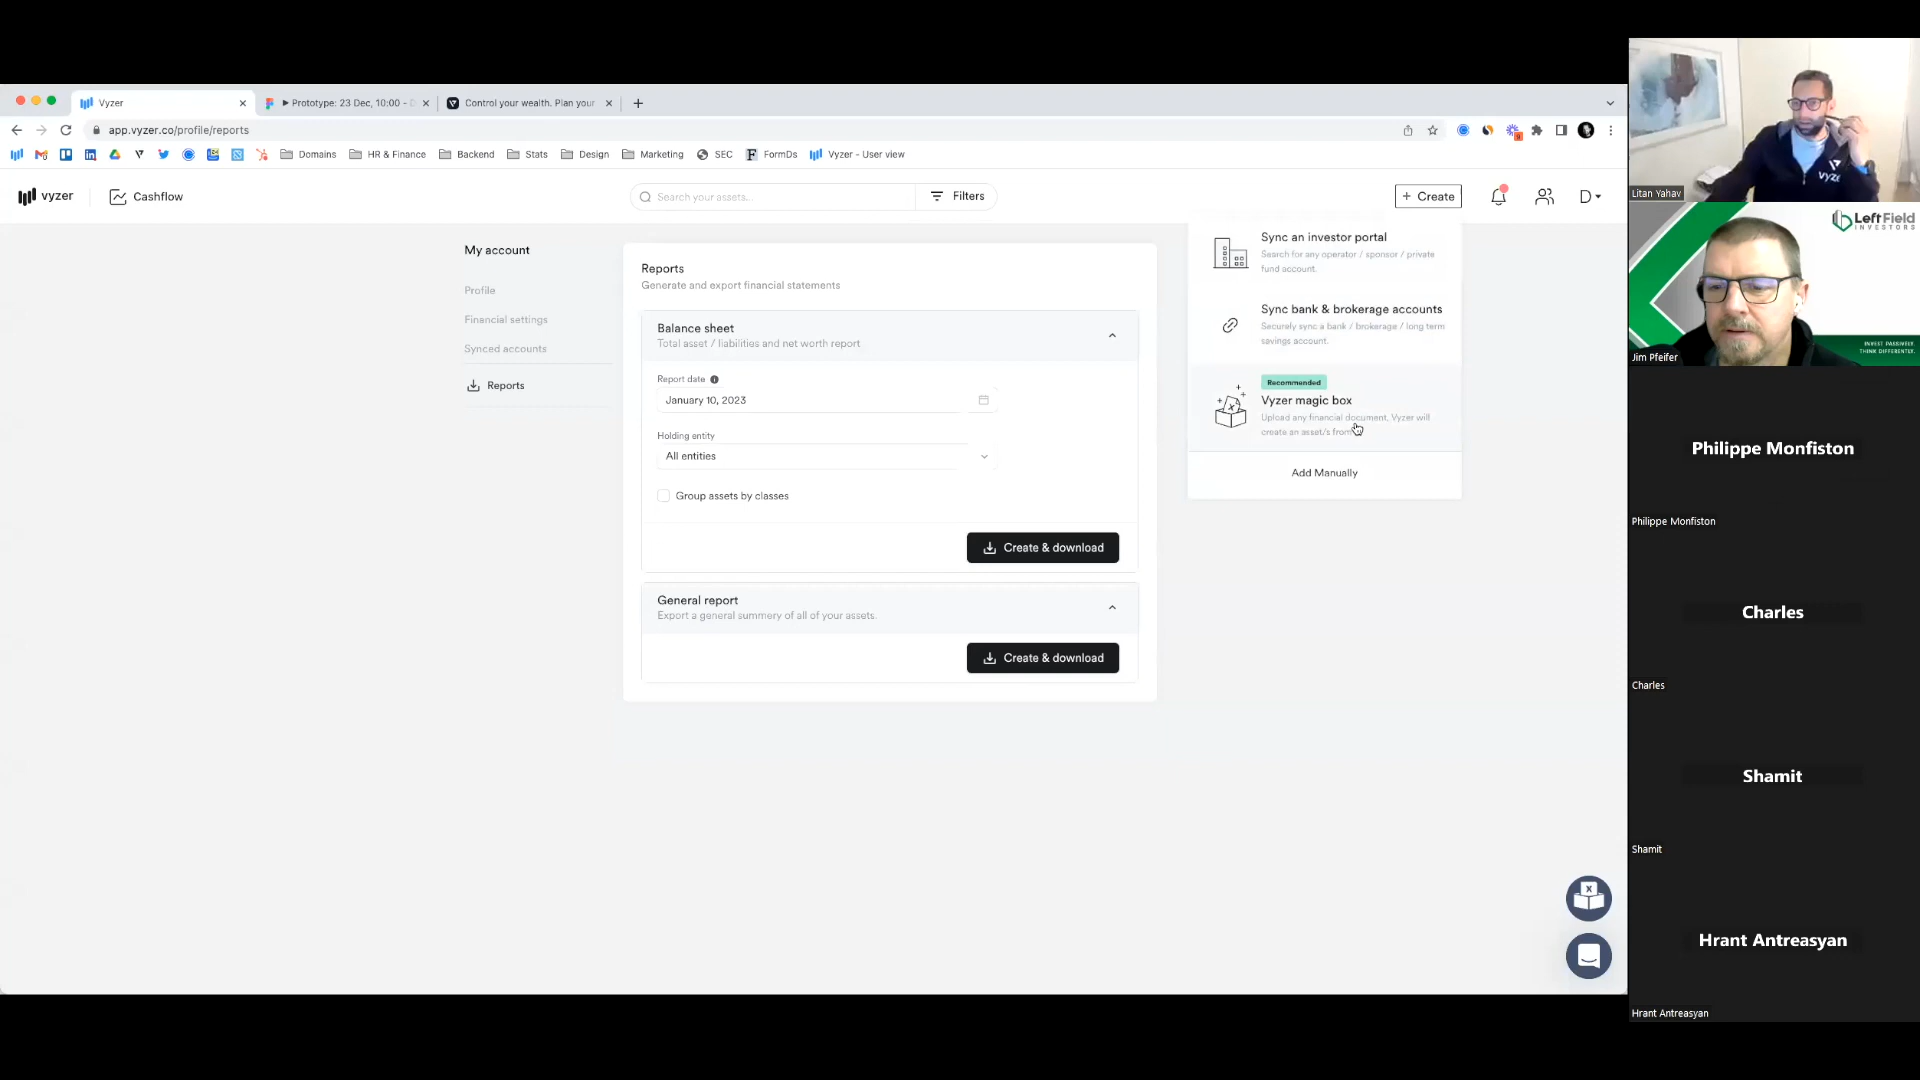 Vyzer
Prototype: 23 Dec, 10:00 -
Control your wealth. Plan your
app.vyzer.co/profile/reports
Domains
HR & Finance
Backend
Stats
Design
Marketing
SEC
FormDs
Vyzer - User view
vyzer
Cashflow
Search your assets...
Filters
+ Create
D
My account
Profile
Financial settings
Synced accounts
Reports
Reports
Generate and export financial statements
Balance sheet
Total asset / liabilities and net worth report
Report date
January 10, 2023
Holding entity
All entities
Group assets by classes
Create & download
General report
Export a general summary of all of your assets.
Create & download
Sync an investor portal
Search for any operator / sponsor / private
fund account.
Sync bank & brokerage accounts
Securely sync a bank / brokerage / long term
savings account.
Recommended
Vyzer magic box
Upload any financial document, Vyzer will
create an asset/s from
Add Manually
Litan Yahav
LeftField
INVESTORS
INVEST PASSIVELY.
THINK DIFFERENTLY.
Jim Pfeifer
Philippe Monfiston
Philippe Monfiston
Charles
Charles
Shamit
Shamit
Hrant Antreasyan
Hrant Antreasyan